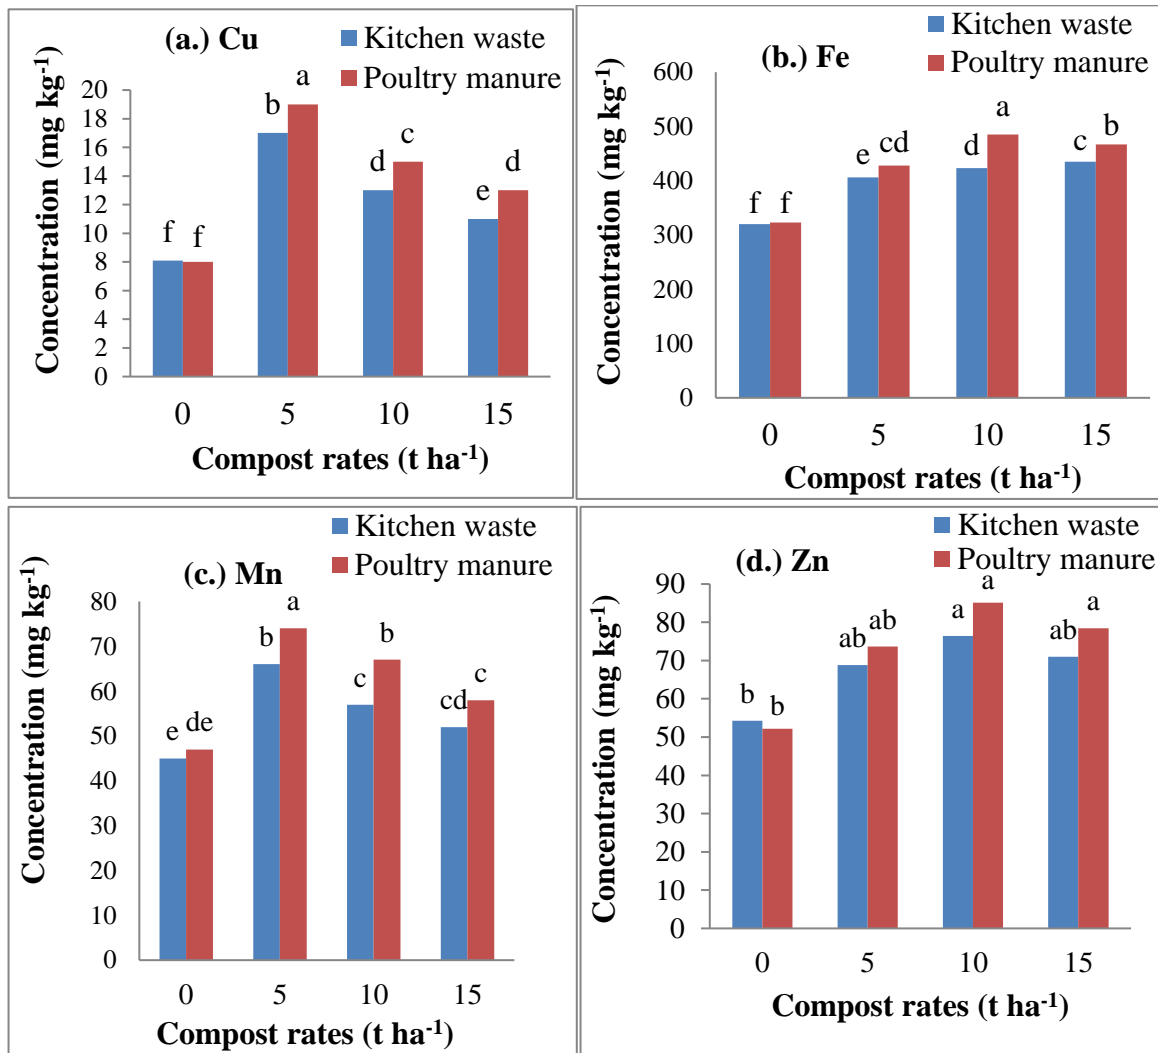 (a.) Cu
Kitchen waste
Poultry manure
Concentration (mg kg-1)
20
18
16
14
12
10
8
6
4
2
0
f f b a d c e d
0 5 10 15
Compost rates (t ha-1)
(b.) Fe
Kitchen waste
Poultry manure
Concentration (mg kg-1)
600
500
400
300
200
100
0
f f e cd d a c b
0 5 10 15
Compost rates (t ha-1)
(c.) Mn
Kitchen waste
Poultry manure
Concentration (mg kg-1)
80
70
60
50
40
30
20
10
0
e de b a c b cd c
0 5 10 15
Compost rates (t ha-1)
(d.) Zn
Kitchen waste
Poultry manure
Concentration (mg kg-1)
90
80
70
60
50
40
30
20
10
0
b b ab ab a a ab a
0 5 10 15
Compost rates (t ha-1)